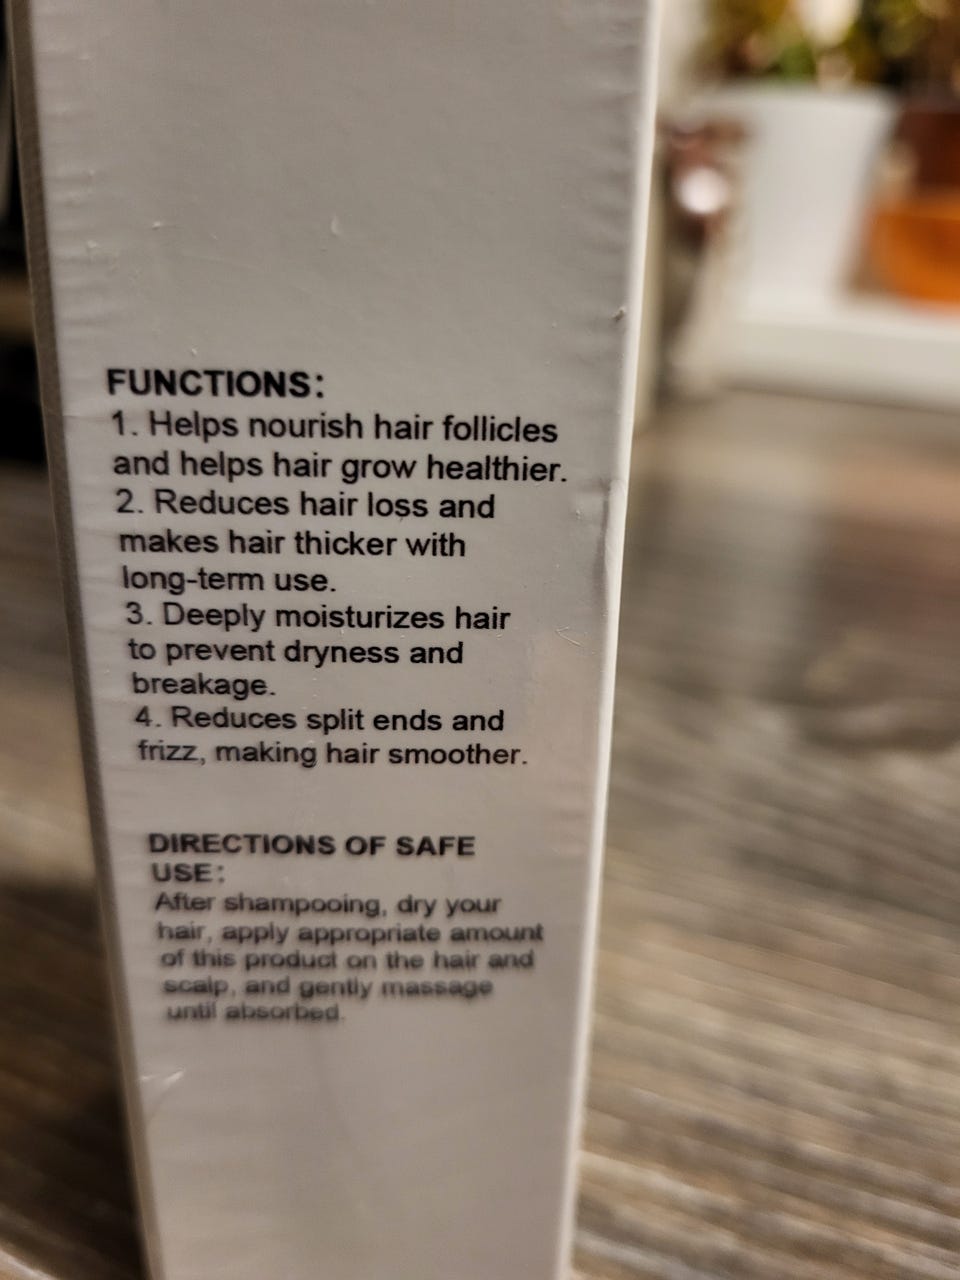 FUNCTIONS:
1. Helps nourish hair follicles
and helps hair grow healthier.
2. Reduces hair loss and
makes hair thicker with
long-term use.
3. Deeply moisturizes hair
to prevent dryness and
breakage.
4. Reduces split ends and
frizz, making hair smoother.
DIRECTIONS OF SAFE
USE:
After shampooing, dry your
hair, apply appropriate amount
of this product on the hair and
scalp, and gently massage
until absorbed.